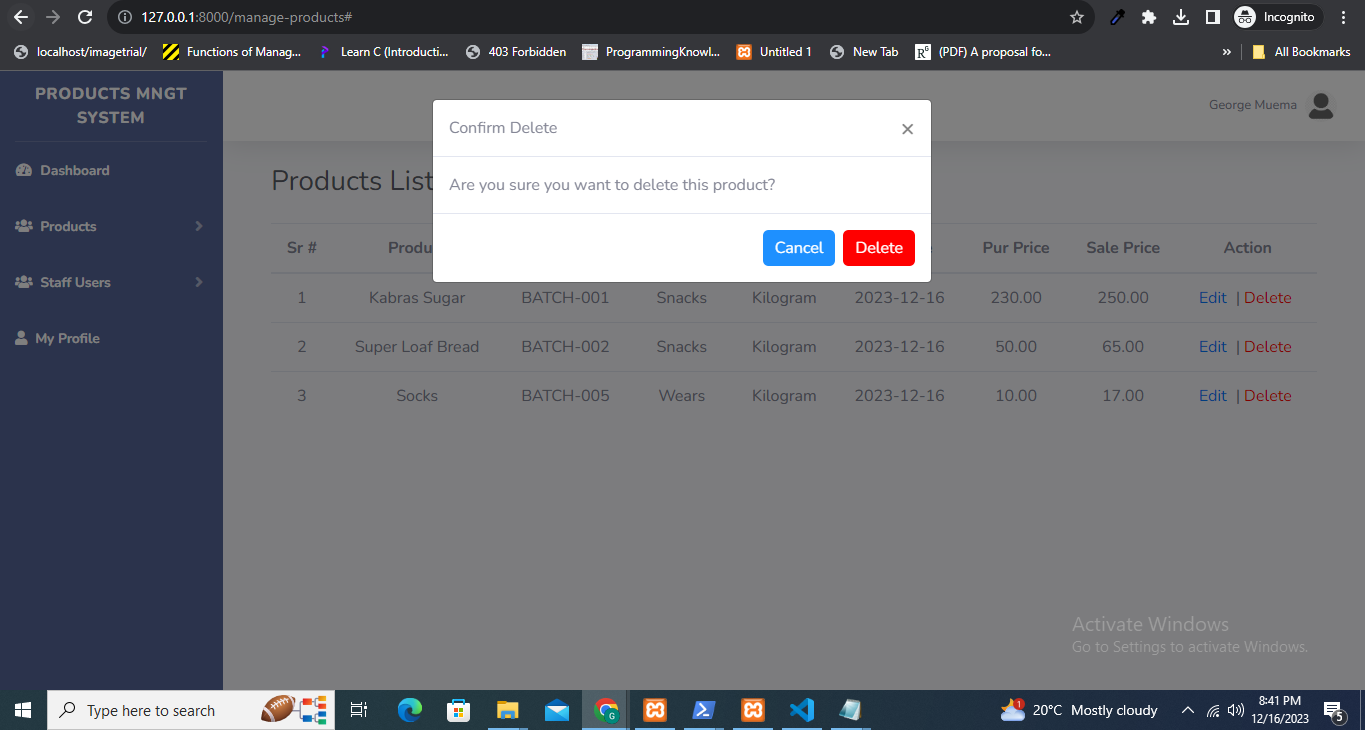 127.0.0.1:8000/manage-products#
Incognito
localhost/imagetrial/
Functions of Manag...
Learn C (Introducti...
403 Forbidden
ProgrammingKnowl...
Untitled 1
New Tab
(PDF) A proposal fo...
»
All Bookmarks
PRODUCTS MNGT
SYSTEM
George Muema
Dashboard
Products
Staff Users
My Profile
Confirm Delete ×
Are you sure you want to delete this product?
Cancel Delete
Products List
Sr # Produ Pur Price Sale Price Action
1 Kabras Sugar BATCH-001 Snacks Kilogram 2023-12-16 230.00 250.00 Edit | Delete
2 Super Loaf Bread BATCH-002 Snacks Kilogram 2023-12-16 50.00 65.00 Edit | Delete
3 Socks BATCH-005 Wears Kilogram 2023-12-16 10.00 17.00 Edit | Delete
Activate Windows
Go to Settings to activate Windows.
Type here to search
G
1
20°C Mostly cloudy
8:41 PM
12/16/2023
5